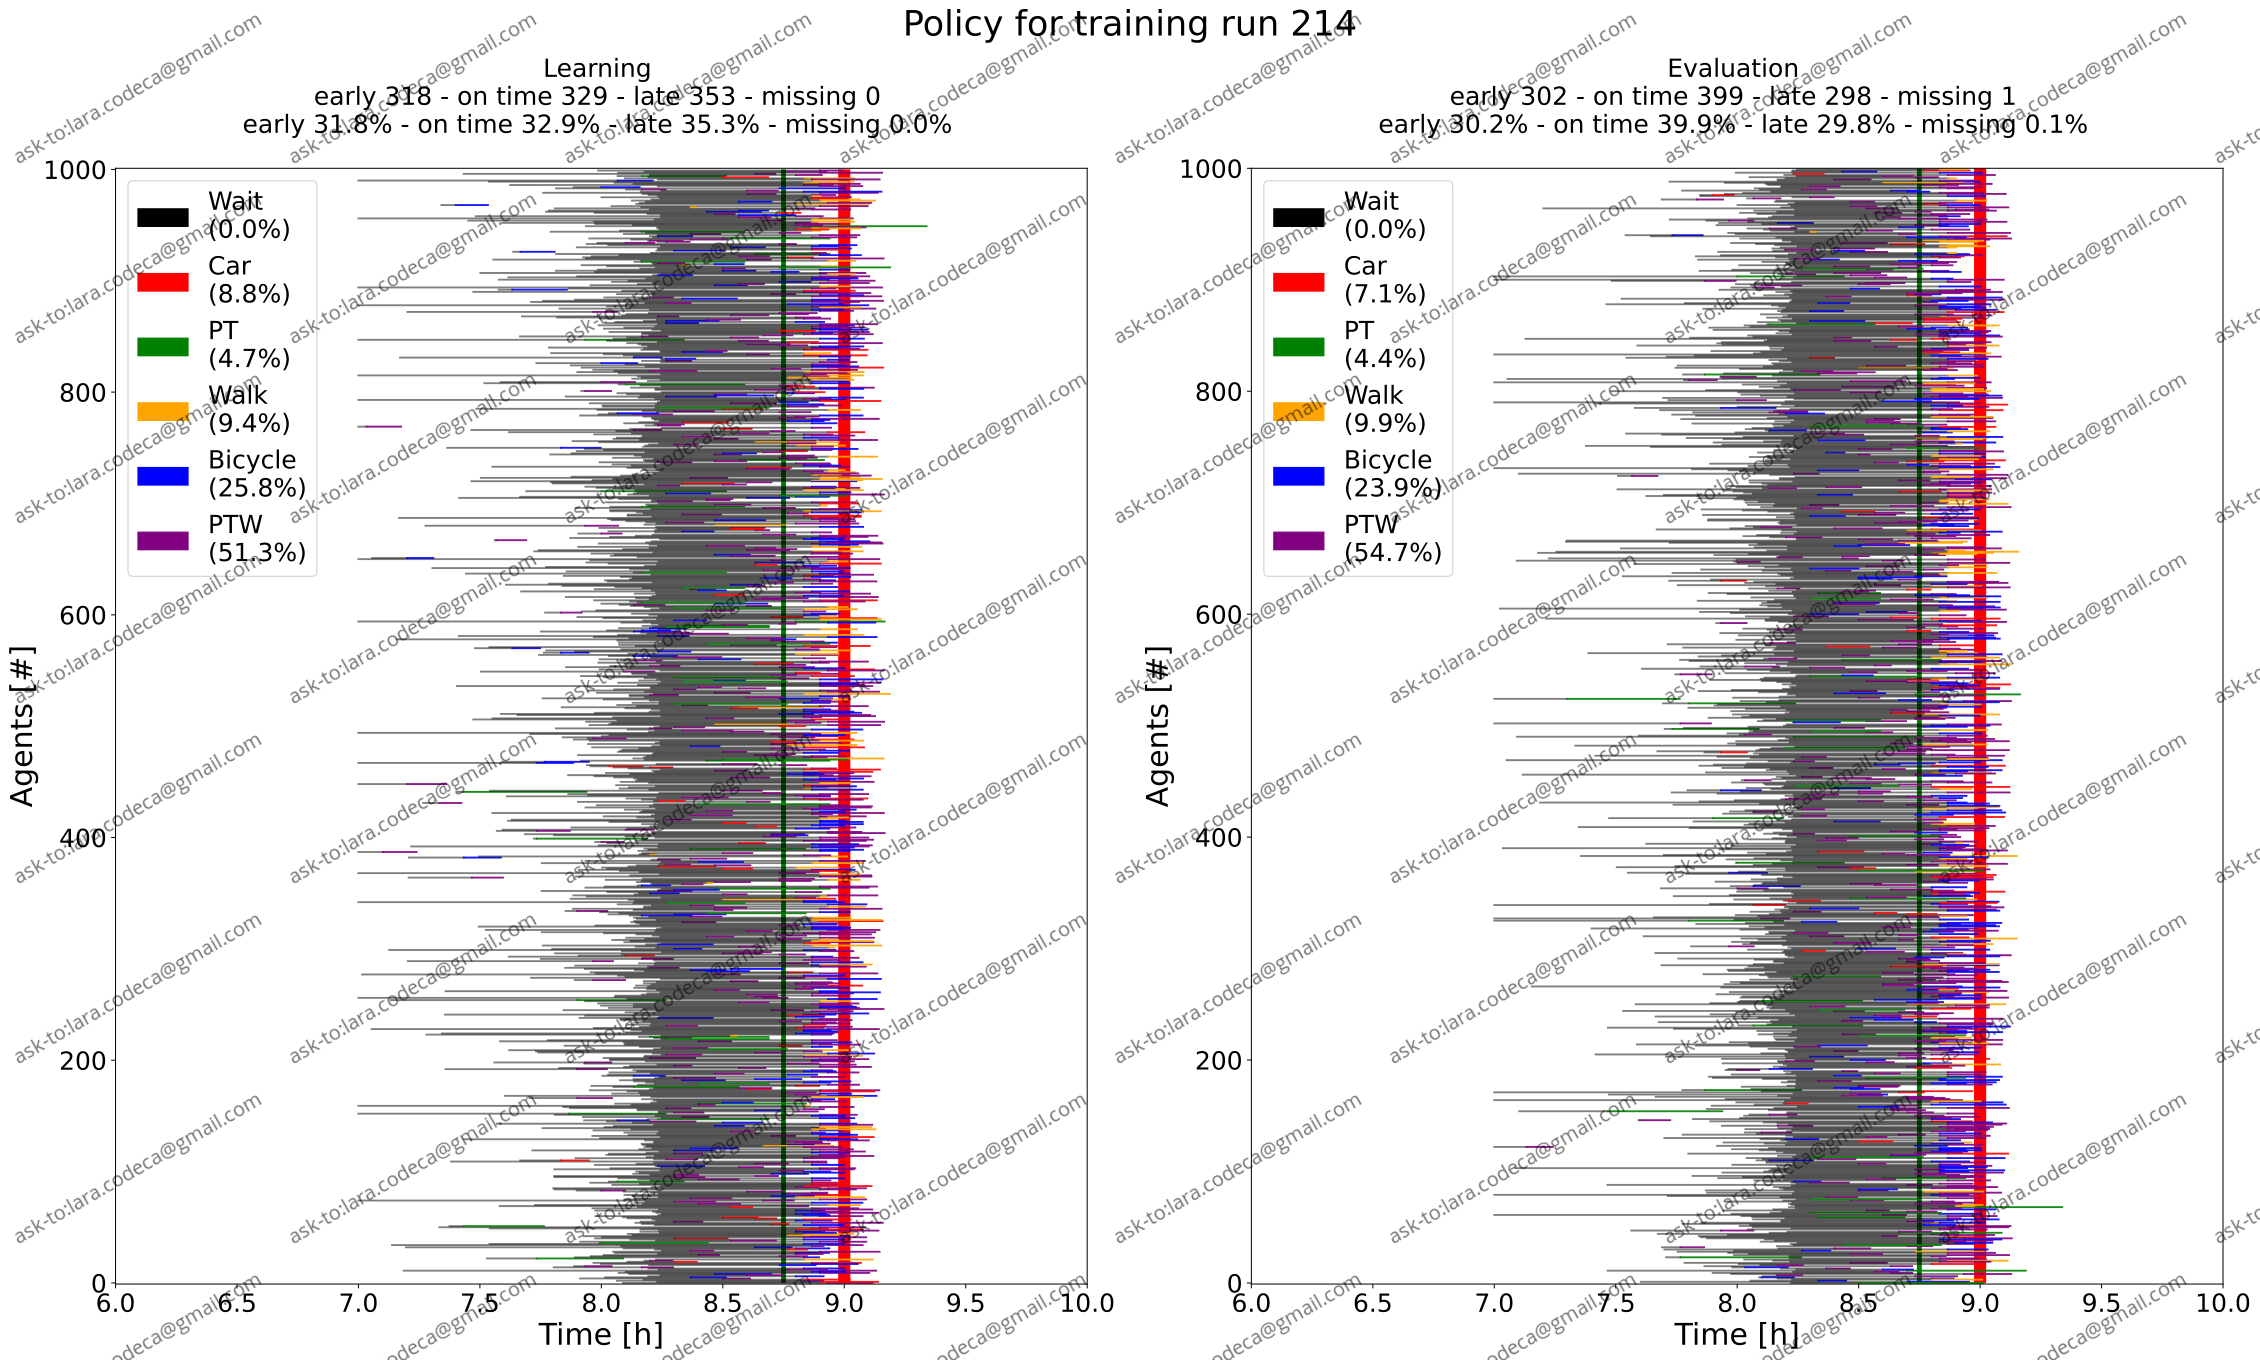 Policy for training run 214
Learning
early 318 - on time 329 - late 353 - missing 0
early 31.8% - on time 32.9% - late 35.3% - missing 0.0%
1000
800
600
400
200
0
Agents [#]
Wait
(0.0%)
Car
(8.8%)
PT
(4.7%)
Walk
(9.4%)
Bicycle
(25.8%)
PTW
(51.3%)
6.0 6.5 7.0 7.5 8.0 8.5 9.0 9.5 10.0
Time [h]
Evaluation
early 302 - on time 399 - late 298 - missing 1
early 30.2% - on time 39.9% - late 29.8% - missing 0.1%
1000
800
600
400
200
0
Agents [#]
Wait
(0.0%)
Car
(7.1%)
PT
(4.4%)
Walk
(9.9%)
Bicycle
(23.9%)
PTW
(54.7%)
6.0 6.5 7.0 7.5 8.0 8.5 9.0 9.5 10.0
Time [h]
ask-to:lara.codeca@gmail.com